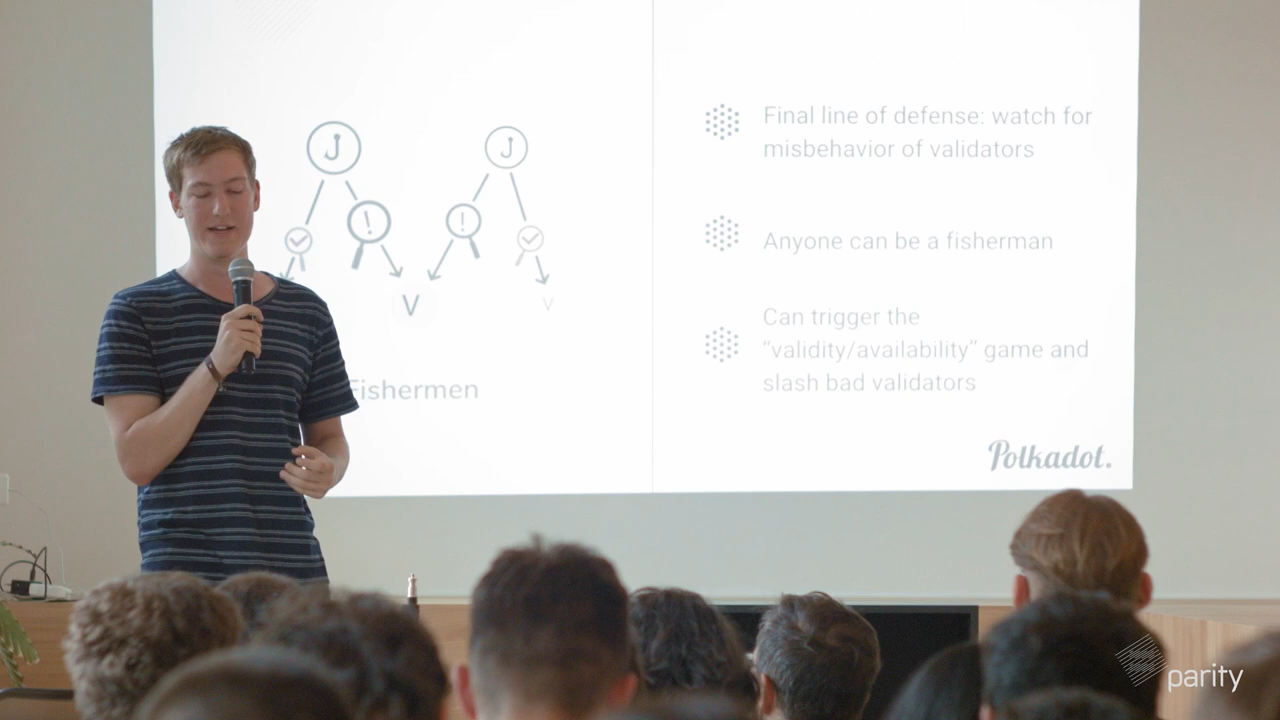 Final line of defense: watch for
misbehavior of validators
Anyone can be a fisherman
Can trigger the
“validity/availability” game and
slash bad validators
! !
V V
Fishermen
Polkadot.
parity